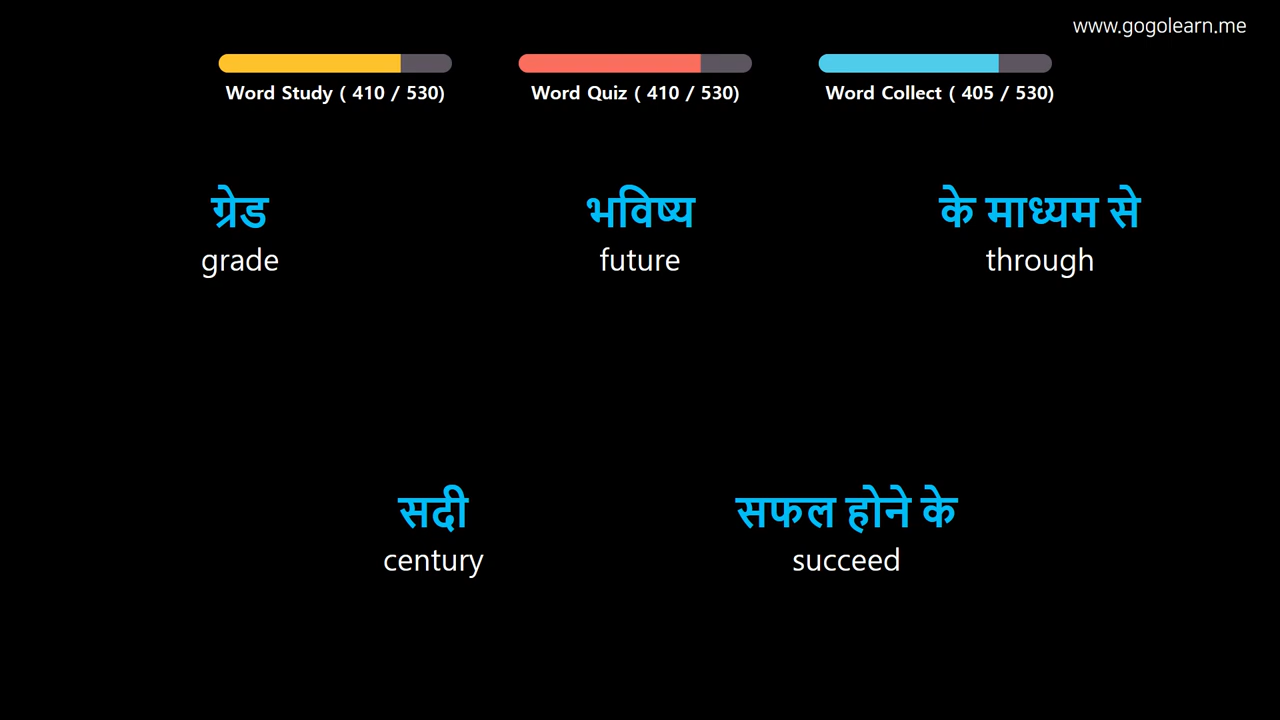 www.gogolearn.me
Word Study ( 410 / 530)
Word Quiz ( 410 / 530)
Word Collect ( 405 / 530)
ग्रेड
grade
भविष्य
future
के माध्यम से
through
सदी
century
सफल होने के
succeed